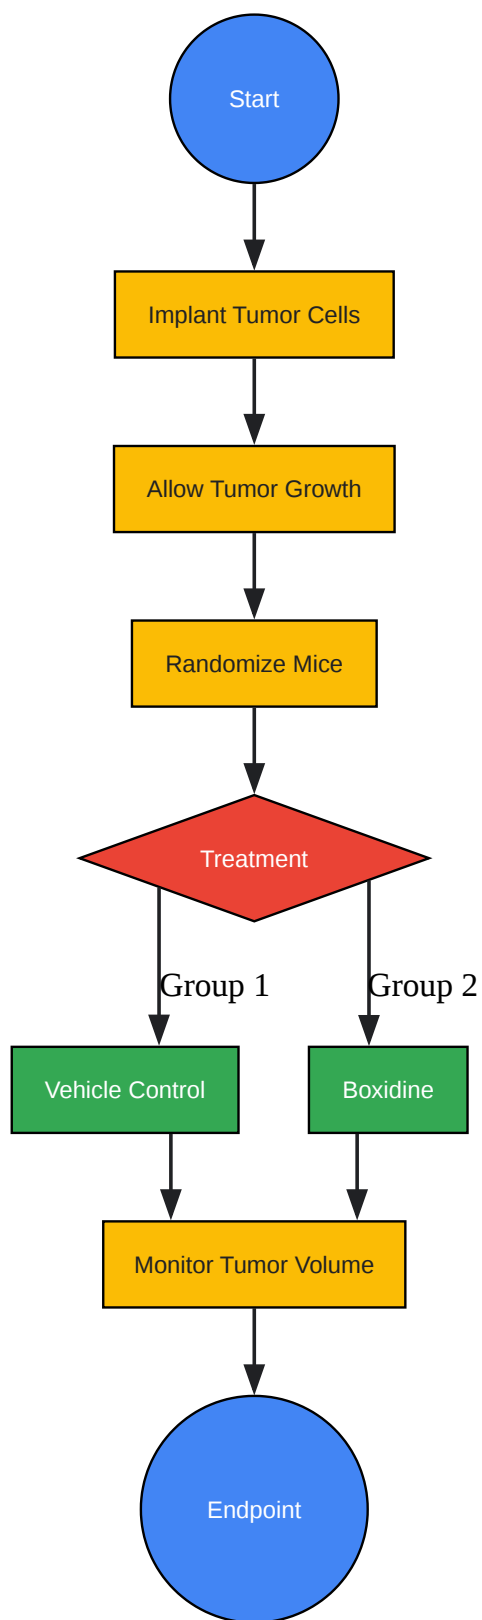 Start
Implant Tumor Cells
Allow Tumor Growth
Randomize Mice
Treatment
Group 1
Group 2
Vehicle Control
Boxidine
Monitor Tumor Volume
Endpoint